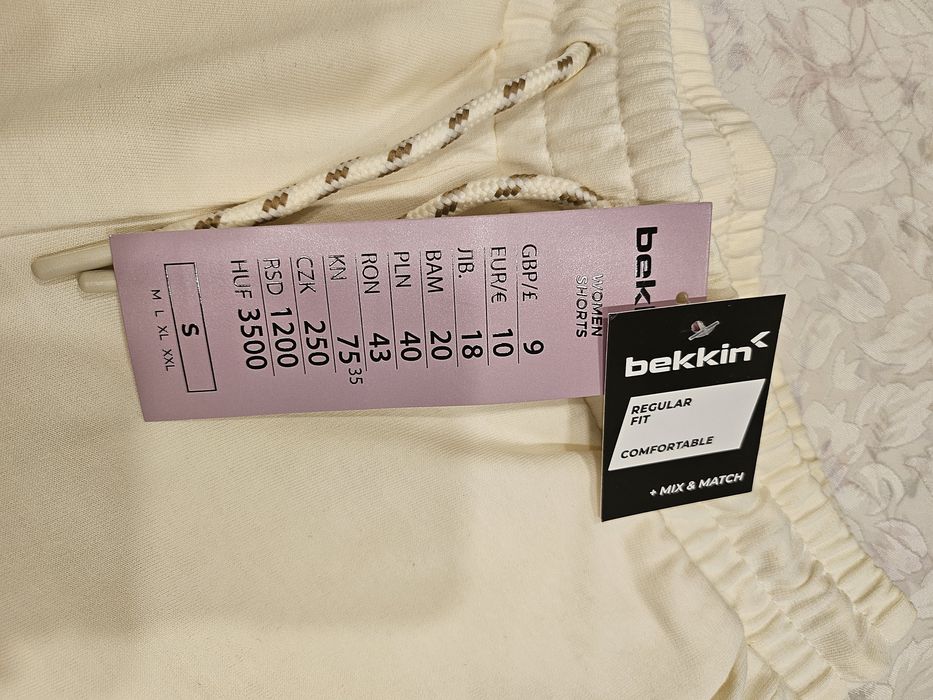 bek
WOMEN
SHORTS
GBP/£ 9
EUR/€ 10
ЛВ. 18
BAM 20
PLN 40
RON 43
KN 75 35
CZK 250
RSD 1200
HUF 3500
S
M L XL XXL
bekkin
REGULAR
FIT
COMFORTABLE
+ MIX & MATCH